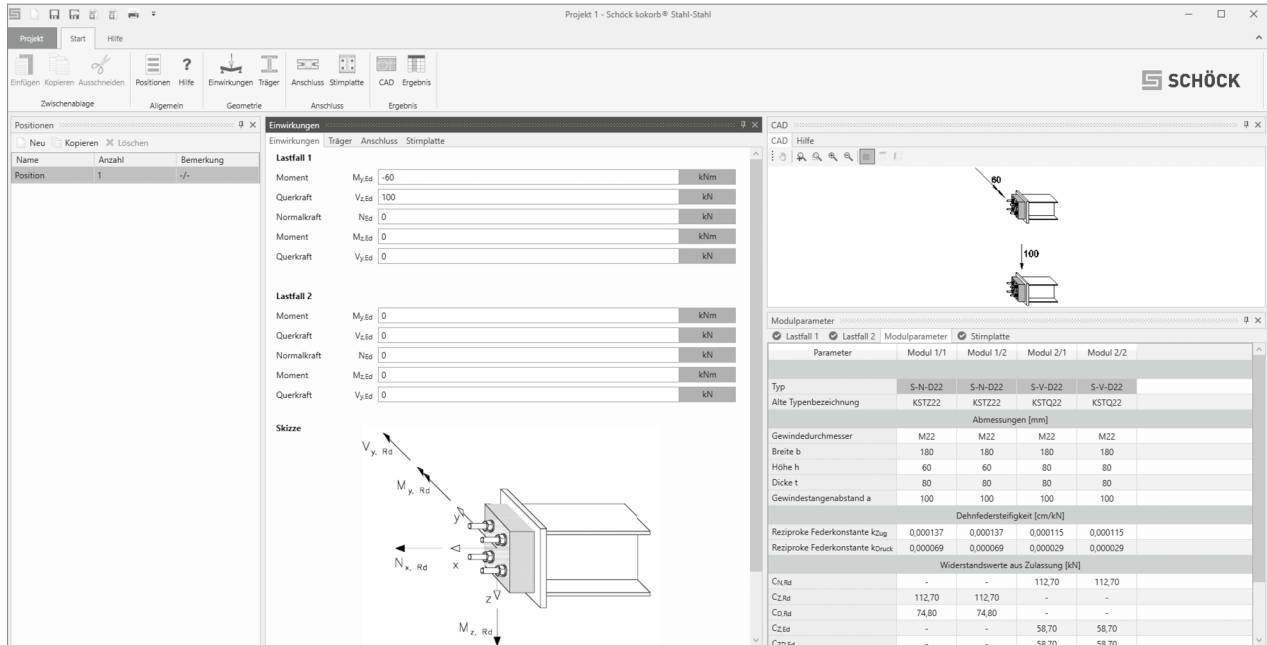 Projekt 1 - Schöck Isokorb® Stahl-Stahl
Projekt Start Hilfe
Einfügen Kopieren Ausschneiden Positionen Hilfe Einwirkungen Träger Anschluss Stirnplatte CAD Ergebnis
Zwischenablage Allgemein Geometrie Anschluss Ergebnis
SCHÖCK
Positionen
Neu Kopieren Löschen
Name Anzahl Bemerkung
Position 1 -/-
Einwirkungen
Einwirkungen Träger Anschluss Stirnplatte
Lastfall 1
Moment My,Ed -60 kNm
Querkraft Vz,Ed 100 kN
Normalkraft NEd 0 kN
Moment Mz,Ed 0 kNm
Querkraft Vy,Ed 0 kN
Lastfall 2
Moment My,Ed 0 kNm
Querkraft Vz,Ed 0 kN
Normalkraft NEd 0 kN
Moment Mz,Ed 0 kNm
Querkraft Vy,Ed 0 kN
Skizze
Vy, Rd
My, Rd
y
Nx, Rd x
z
Mz, Rd
CAD
CAD Hilfe
60
100
Modulparameter
Lastfall 1 Lastfall 2 Modulparameter Stirnplatte
Parameter Modul 1/1 Modul 1/2 Modul 2/1 Modul 2/2
Typ S-N-D22 S-N-D22 S-V-D22 S-V-D22
Alte Typenbezeichnung KSTZ22 KSTZ22 KSTQ22 KSTQ22
Abmessungen [mm]
Gewindedurchmesser M22 M22 M22 M22
Breite b 180 180 180 180
Höhe h 60 60 80 80
Dicke t 80 80 80 80
Gewindestangenabstand a 100 100 100 100
Dehnfedersteifigkeit [cm/kN]
Reziproke Federkonstante kZug 0,000137 0,000137 0,000115 0,000115
Reziproke Federkonstante kDruck 0,000069 0,000069 0,000029 0,000029
Widerstandswerte aus Zulassung [kN]
CN,Rd - - 112,70 112,70
CZ,Rd 112,70 112,70 - -
CD,Rd 74,80 74,80 - -
CZ,Ed - - 58,70 58,70
CZD,Ed - - 58,70 58,70